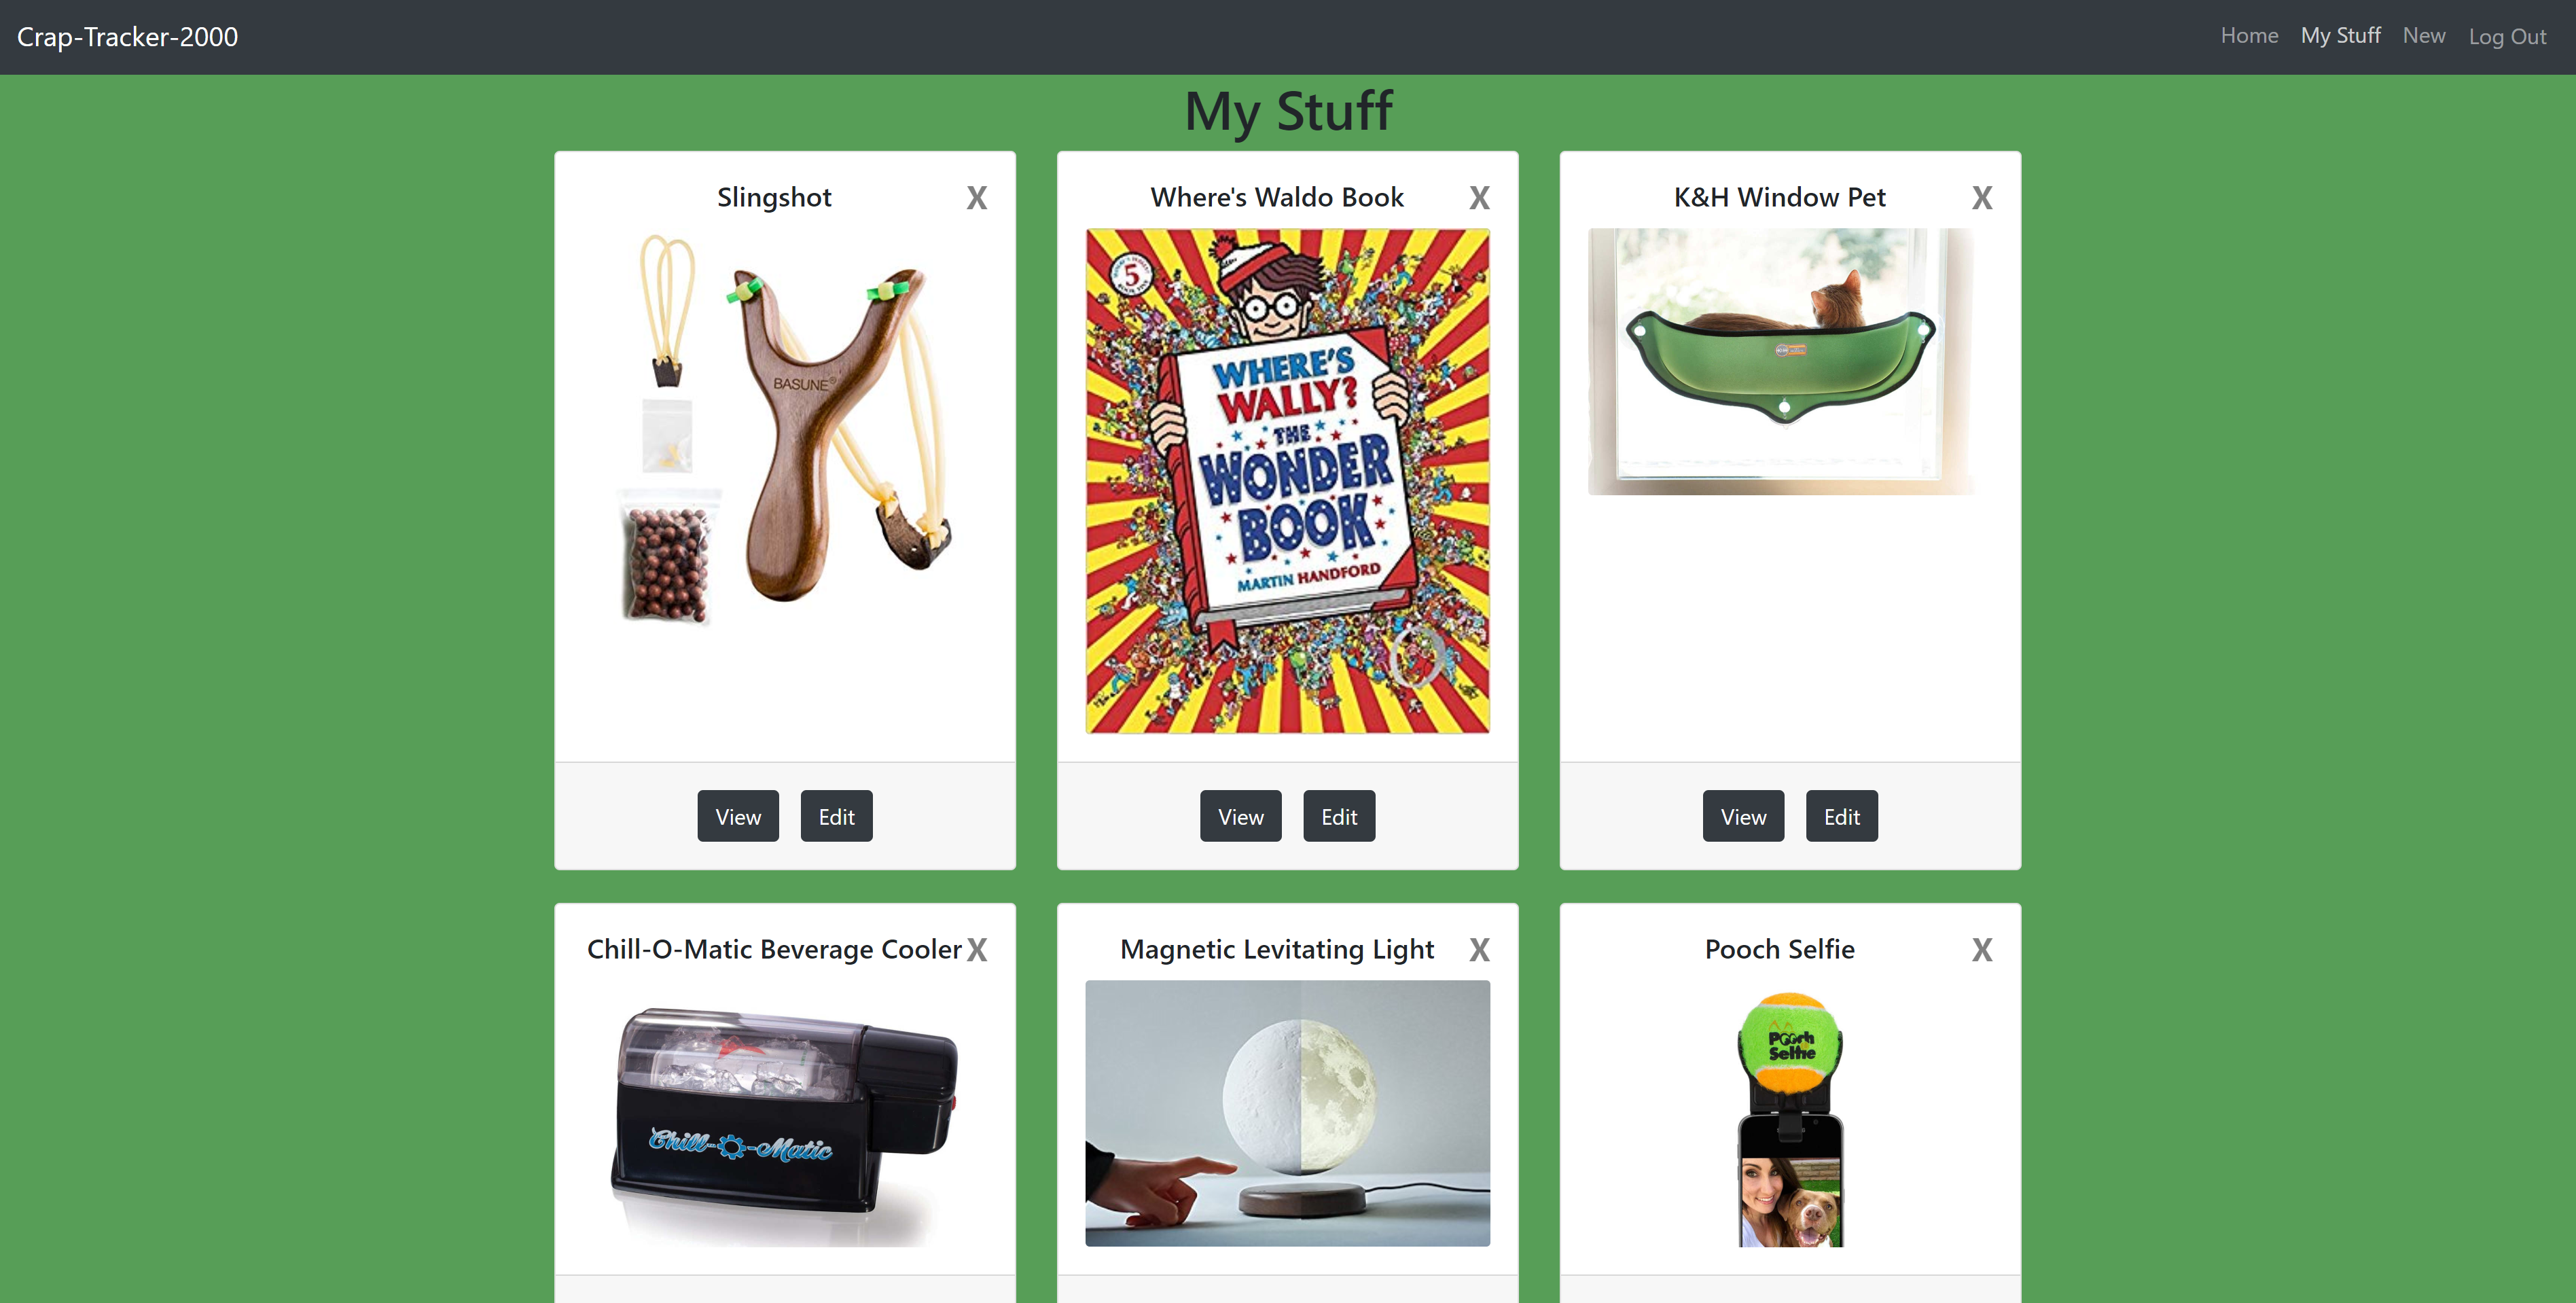 Crap-Tracker-2000
Home My Stuff New Log Out
My Stuff
Slingshot X
Where's Waldo Book X
K&H Window Pet X
BASUNE®
5
WHERE'S
WALLY?
THE
WONDER
BOOK
MARTIN HANDFORD
View Edit
View Edit
View Edit
Chill-O-Matic Beverage Cooler X
Magnetic Levitating Light X
Pooch Selfie X
Chill-O-Matic
Pooch
Selfie